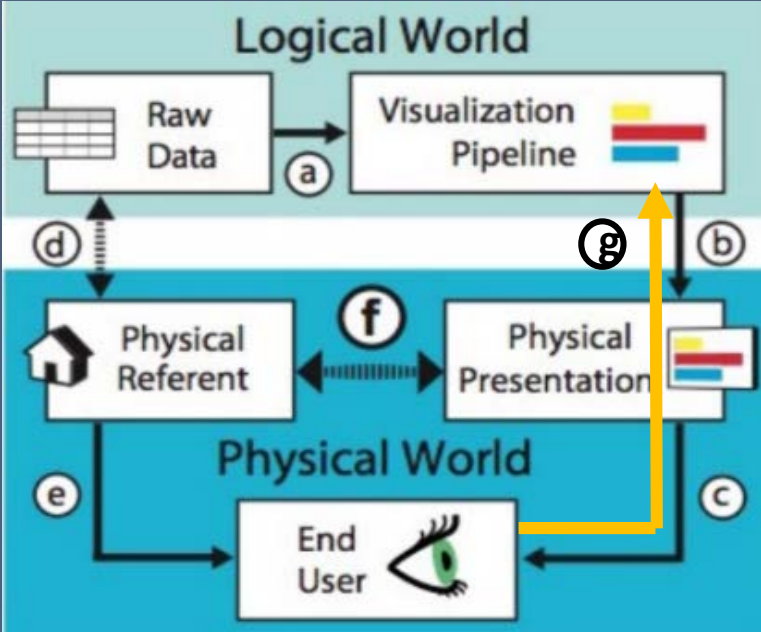 Logical World
Raw
Data
Visualization
Pipeline
a
d
g
b
f
Physical
Referent
Physical
Presentation
Physical World
e
c
End
User